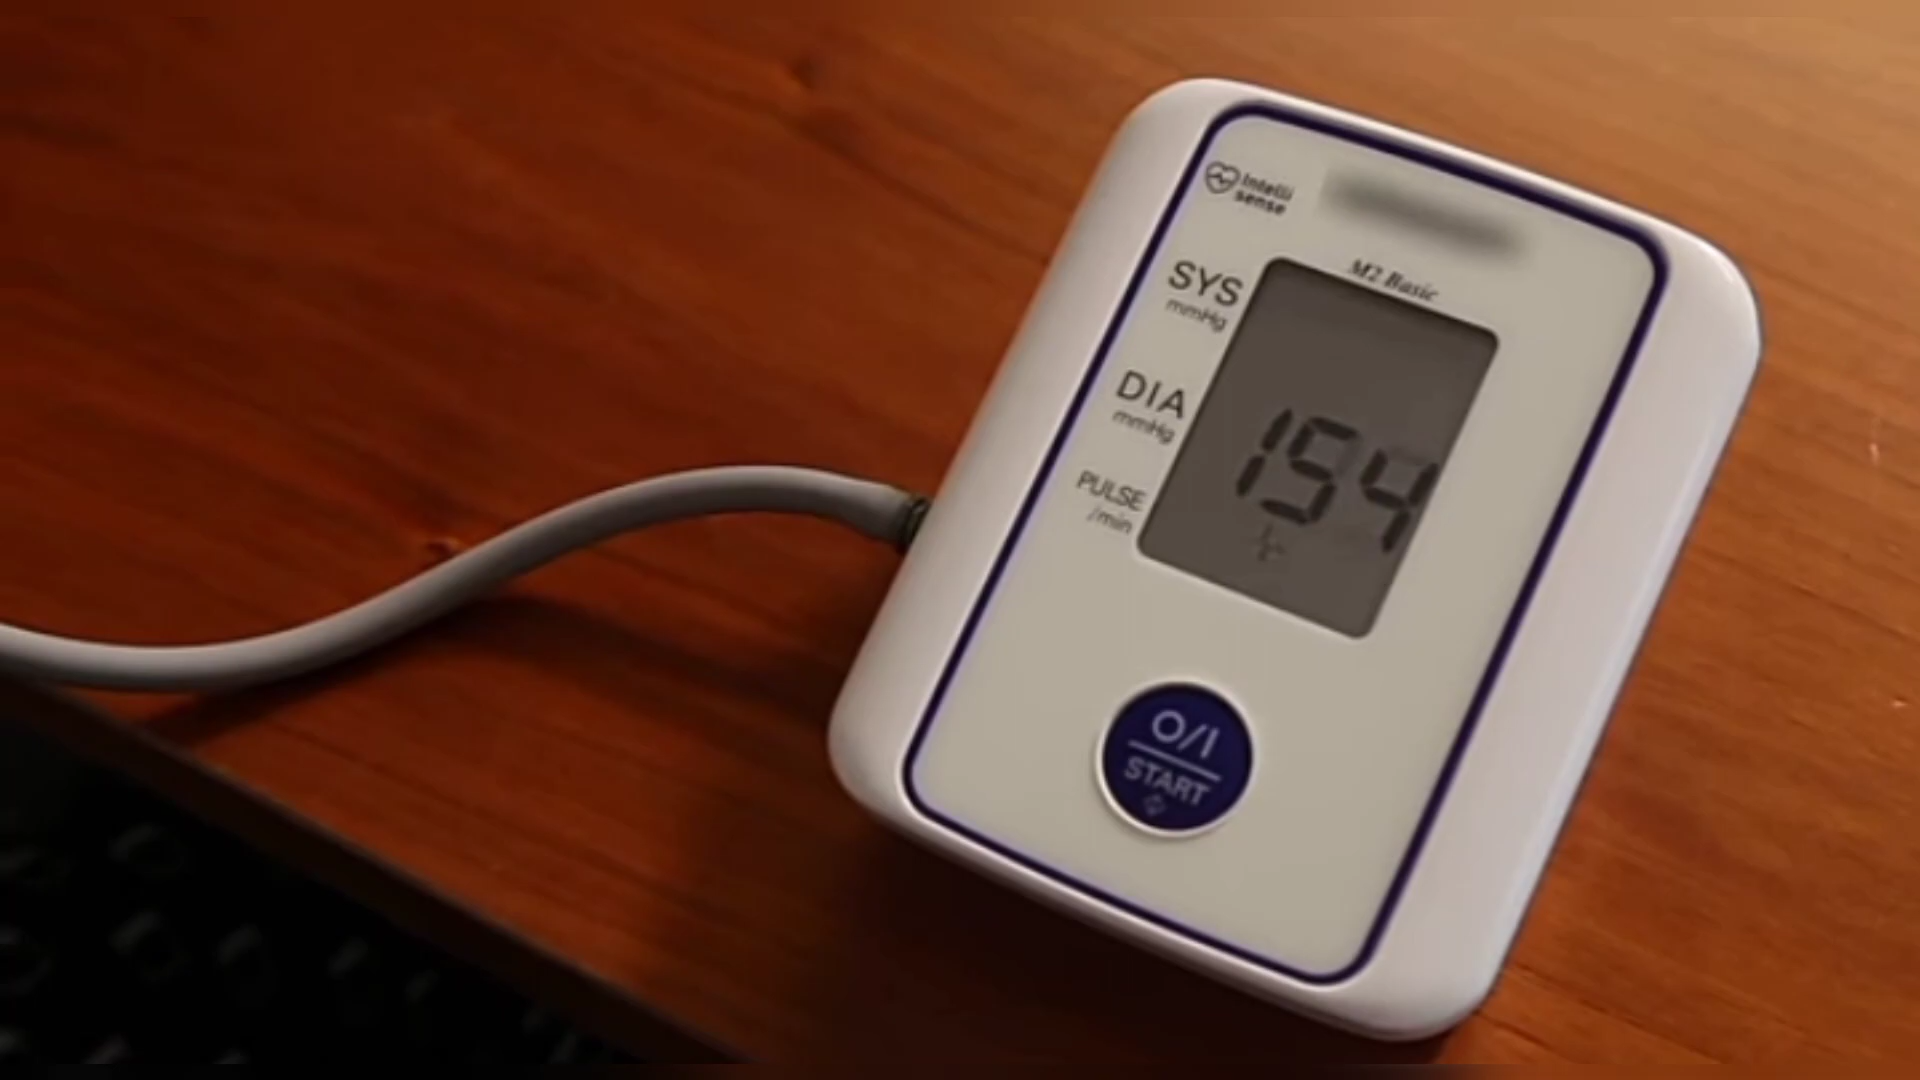 intelli
sense
M2 Basic
SYS
mmHg
DIA
mmHg
154
PULSE
/min
O/I
START